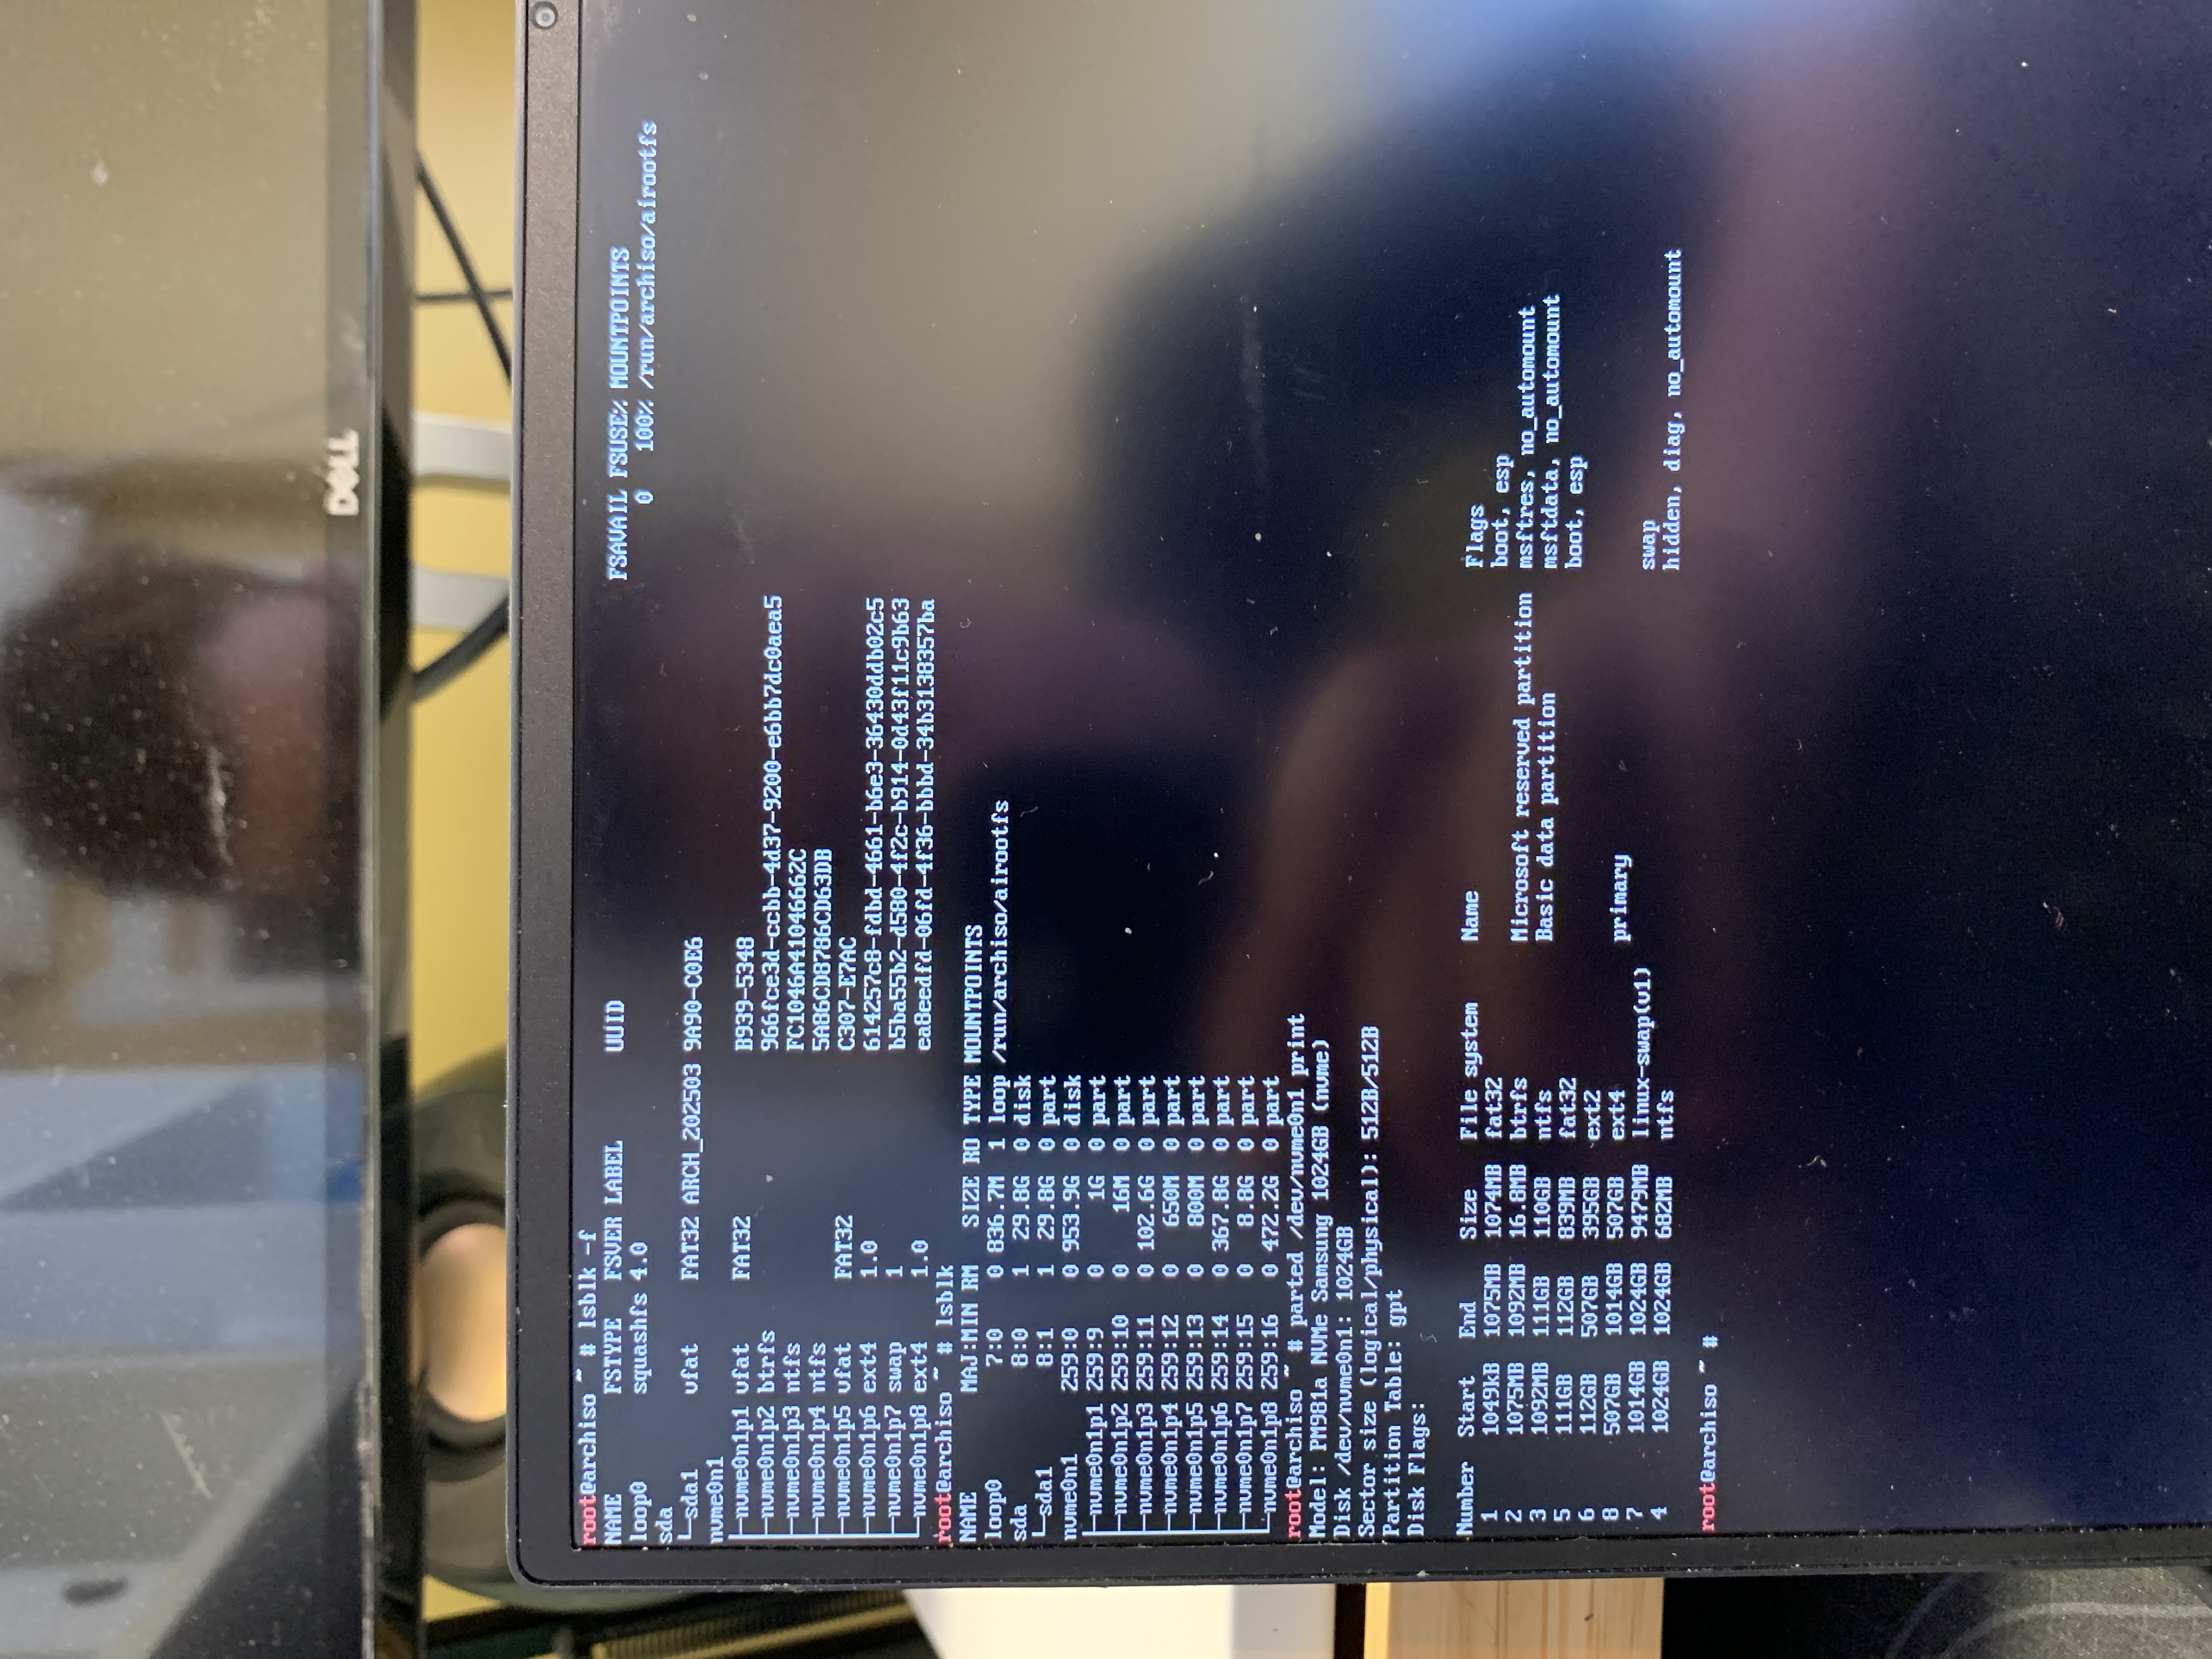 DELL
root@archiso ~ # lsblk -f
NAME FSTYPE FSVER LABEL UUID FSAVAIL FSUSE% MOUNTPOINTS
loop0 squashfs 4.0 0 100% /run/archiso/airootfs
sda
└─sda1 vfat FAT32 ARCH_202503 9A90-C0E6
nvme0n1
├─nvme0n1p1 vfat FAT32 B939-5348
├─nvme0n1p2 btrfs 966fce3d-ccbb-4d37-9200-e6bb7dc0aea5
├─nvme0n1p3 ntfs FC1046A41046662C
├─nvme0n1p4 ntfs 5A86CD8786CD63DB
├─nvme0n1p5 vfat FAT32 C307-E7AC
├─nvme0n1p6 ext4 1.0 614257c8-fdbd-4661-b6e3-36430ddb02c5
├─nvme0n1p7 swap 1 b5ba55b2-d580-4f2c-b914-0d43f11c9b63
└─nvme0n1p8 ext4 1.0 ea8eedfd-06fd-4f36-bbbd-34b3138357ba
root@archiso ~ # lsblk
NAME MAJ:MIN RM SIZE RO TYPE MOUNTPOINTS
loop0 7:0 0 836.7M 1 loop /run/archiso/airootfs
sda 8:0 1 29.8G 0 disk
└─sda1 8:1 1 29.8G 0 part
nvme0n1 259:0 0 953.9G 0 disk
├─nvme0n1p1 259:9 0 1G 0 part
├─nvme0n1p2 259:10 0 16M 0 part
├─nvme0n1p3 259:11 0 102.6G 0 part
├─nvme0n1p4 259:12 0 650M 0 part
├─nvme0n1p5 259:13 0 800M 0 part
├─nvme0n1p6 259:14 0 367.8G 0 part
├─nvme0n1p7 259:15 0 8.8G 0 part
└─nvme0n1p8 259:16 0 472.2G 0 part
root@archiso ~ # parted /dev/nvme0n1 print
Model: PM981a NVMe Samsung 1024GB (nvme)
Disk /dev/nvme0n1: 1024GB
Sector size (logical/physical): 512B/512B
Partition Table: gpt
Disk Flags:
Number Start End Size File system Name Flags
1 1049kB 1075MB 1074MB fat32 boot, esp
2 1075MB 1092MB 16.8MB btrfs Microsoft reserved partition msftres, no_automount
3 1092MB 111GB 110GB ntfs Basic data partition msftdata, no_automount
5 111GB 112GB 839MB fat32 boot, esp
6 112GB 507GB 395GB ext2
8 507GB 1014GB 507GB ext4 primary
7 1014GB 1024GB 9479MB linux-swap(v1) swap
4 1024GB 1024GB 682MB ntfs hidden, diag, no_automount
root@archiso ~ #